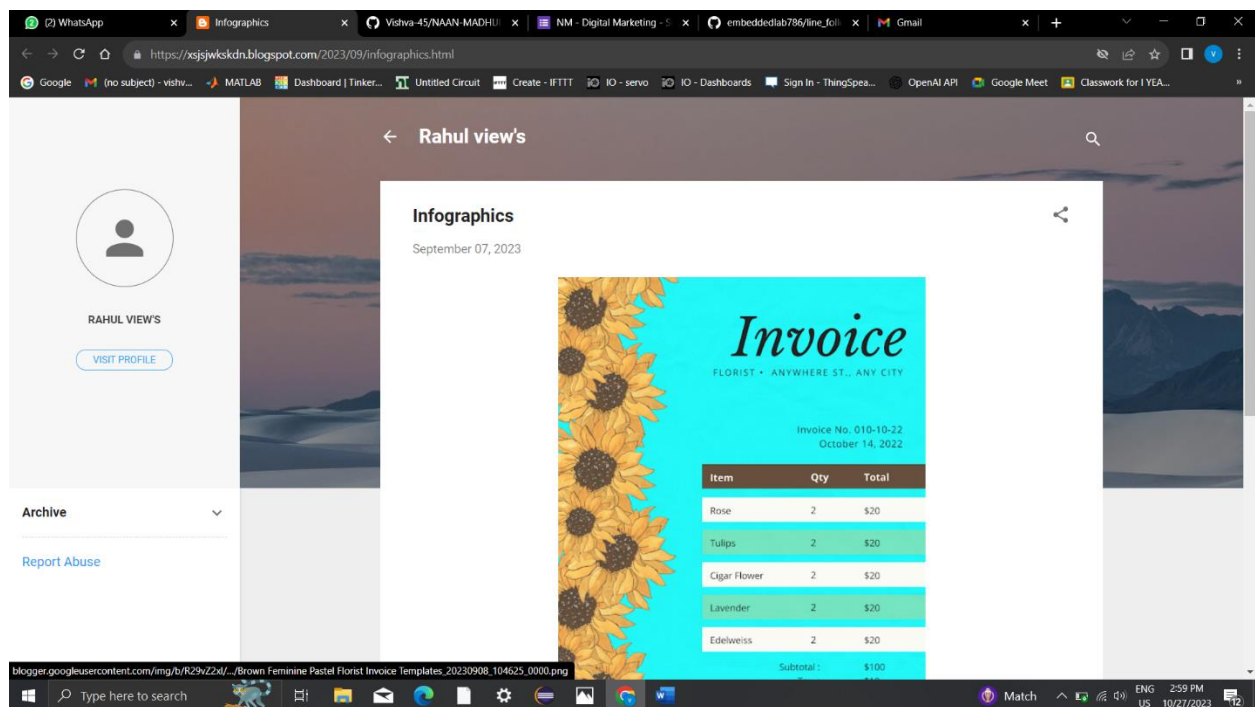 (2) WhatsApp
Infographics
Vishva-45/NAAN-MADHU
NM - Digital Marketing - S
embeddedlab786/line_foll
Gmail
https://xsjsjwkskdn.blogspot.com/2023/09/infographics.html
Google
(no subject) - vishv...
MATLAB
Dashboard | Tinker...
Untitled Circuit
Create - IFTTT
IO - servo
IO - Dashboards
Sign In - ThingSpea...
OpenAI API
Google Meet
Classwork for I YEA...
Rahul view's
Infographics
September 07, 2023
RAHUL VIEW'S
VISIT PROFILE
Archive
Report Abuse
Invoice
FLORIST • ANYWHERE ST., ANY CITY
Invoice No. 010-10-22
October 14, 2022
Item Qty Total
Rose 2 $20
Tulips 2 $20
Cigar Flower 2 $20
Lavender 2 $20
Edelweiss 2 $20
Subtotal : $100
blogger.googleusercontent.com/img/b/R29vZ2xl/.../Brown Feminine Pastel Florist Invoice Templates_20230908_104625_0000.png
Type here to search
Match
ENG
US
2:59 PM
10/27/2023
12